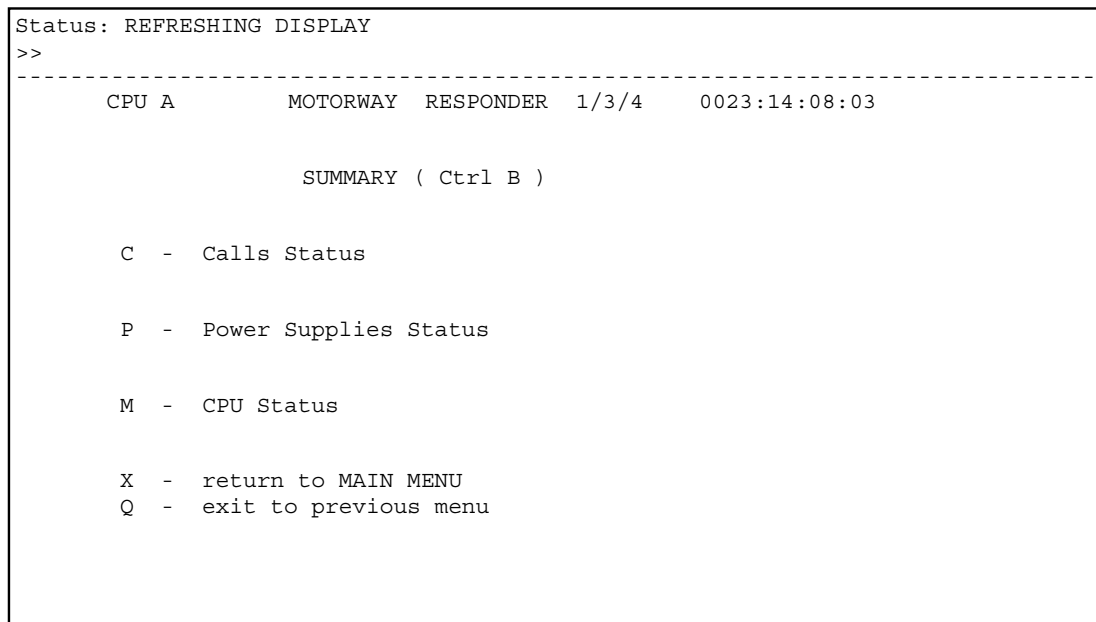 Status: REFRESHING DISPLAY
>>
--------------------------------------------------------------------------------
CPU A MOTORWAY RESPONDER 1/3/4 0023:14:08:03
SUMMARY ( Ctrl B )
C - Calls Status
P - Power Supplies Status
M - CPU Status
X - return to MAIN MENU
Q - exit to previous menu